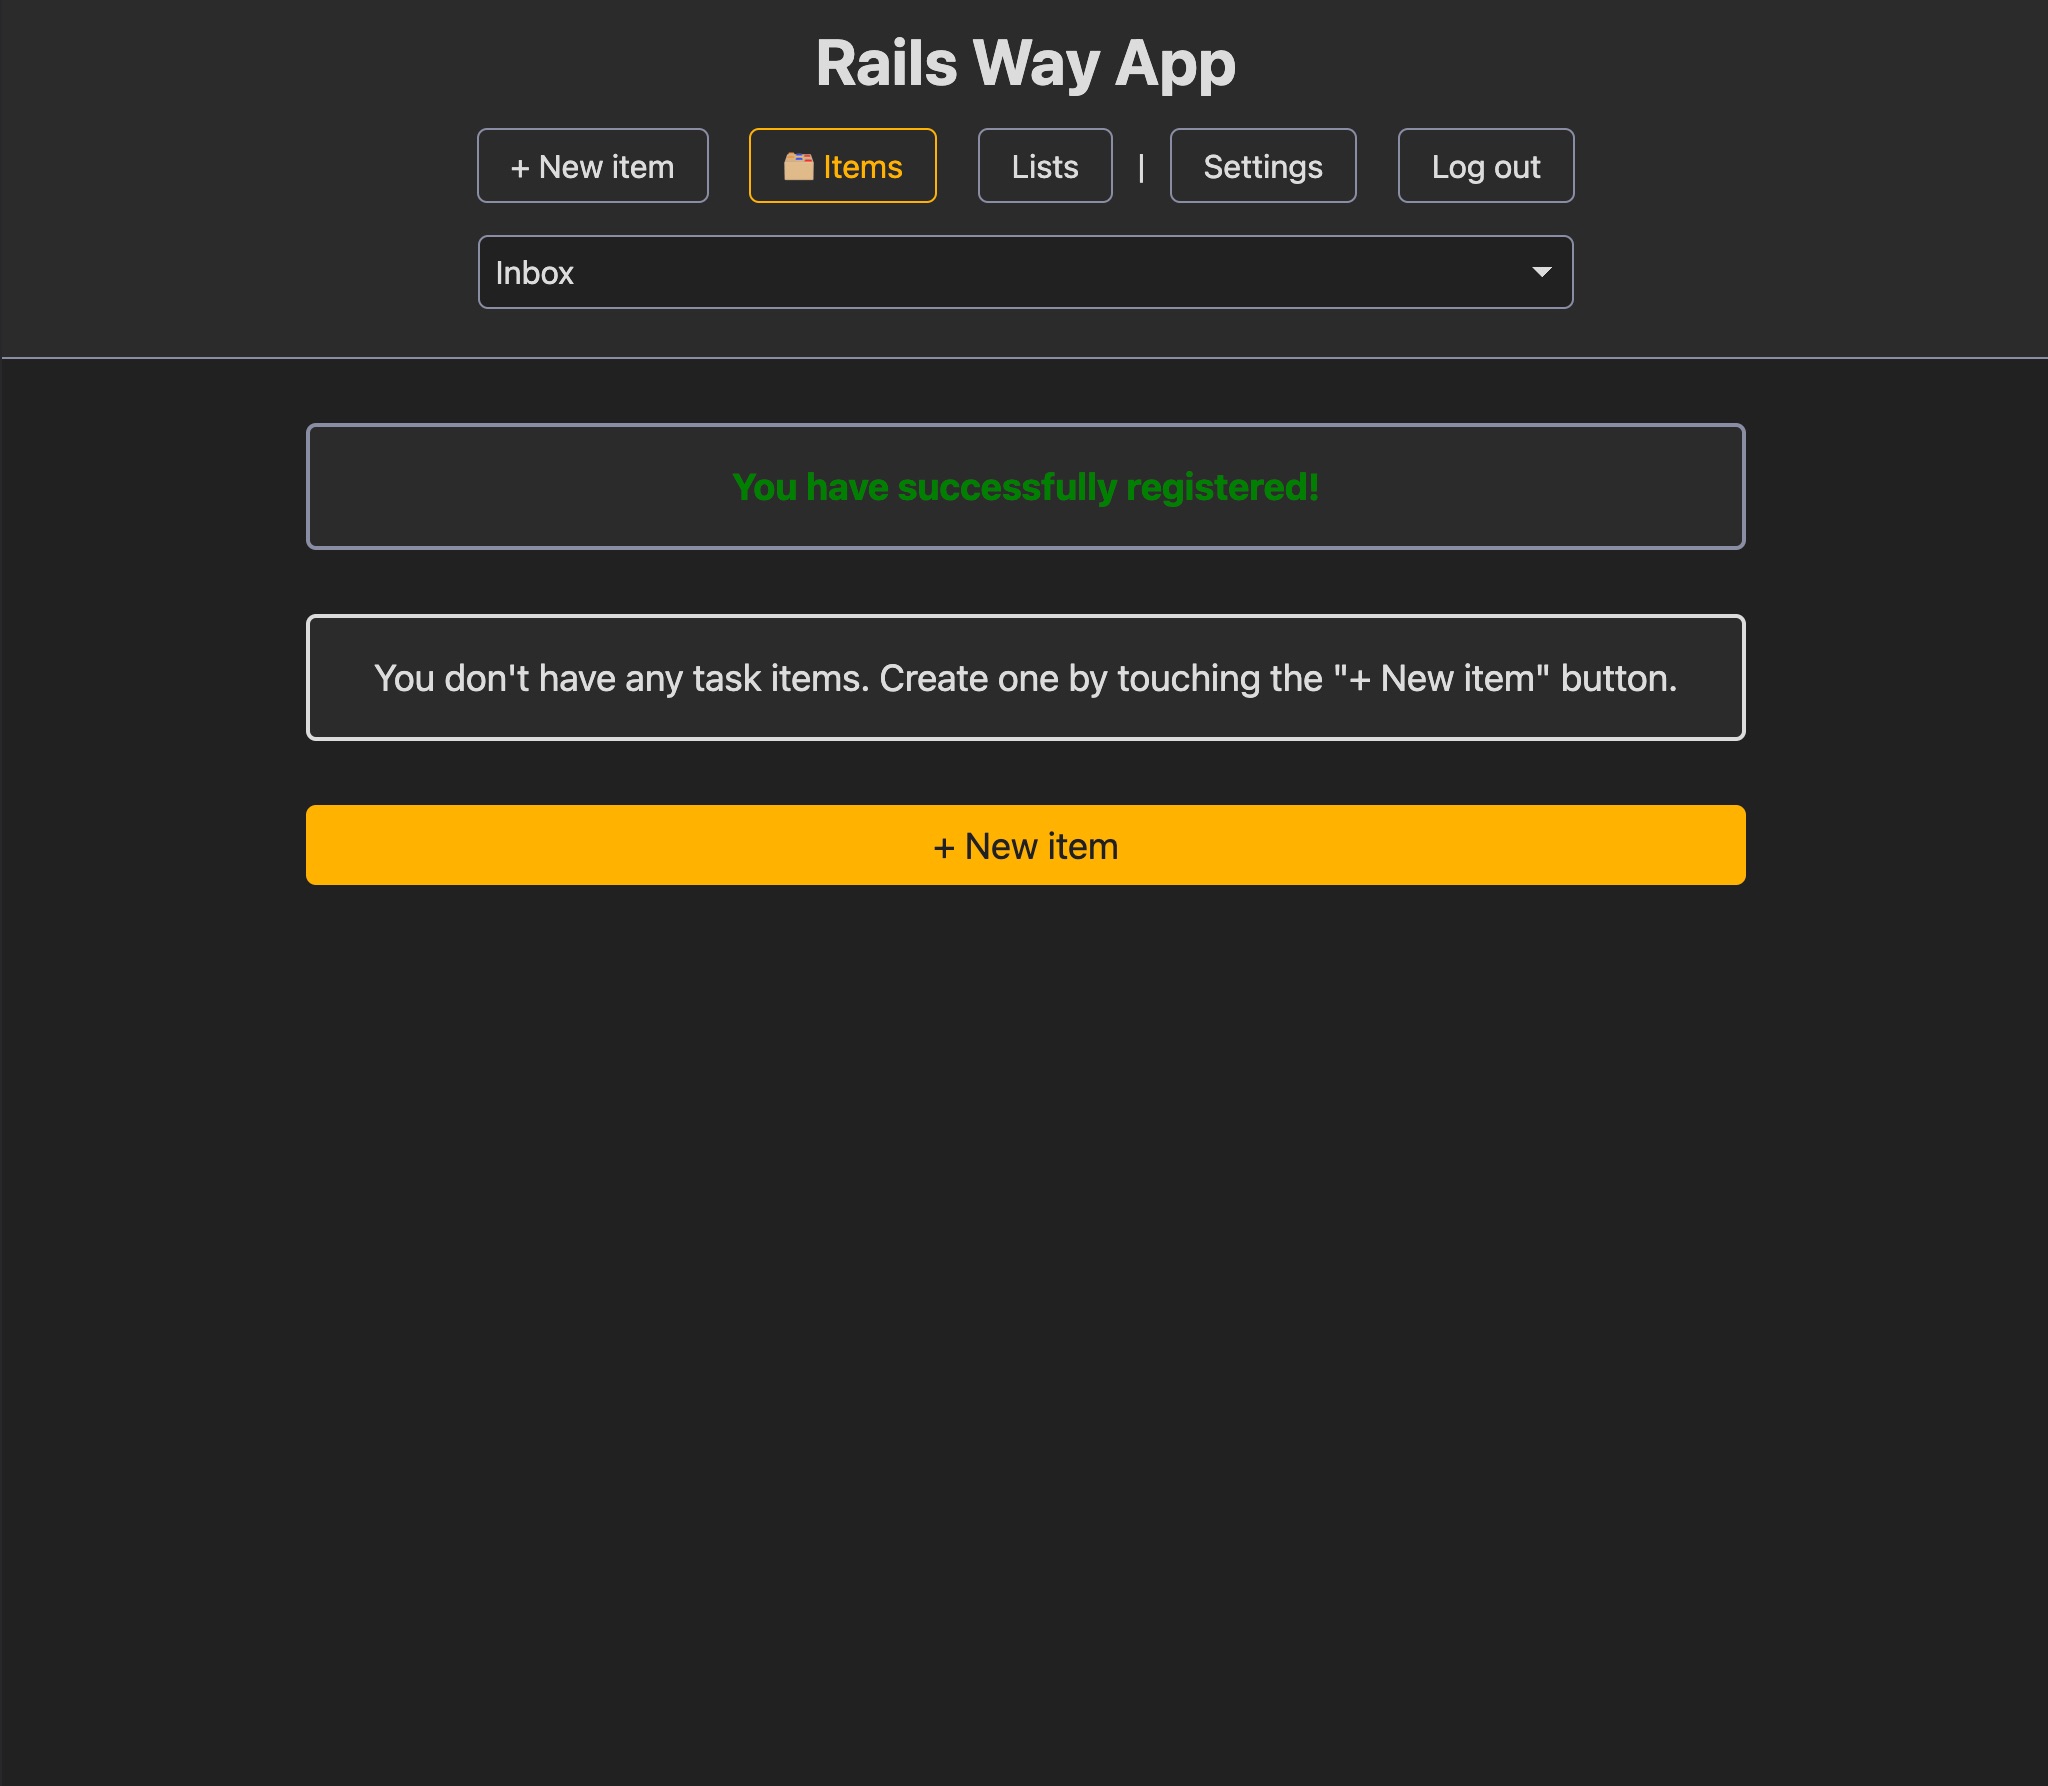 Rails Way App
+ New item
Items
Lists
|
Settings
Log out
Inbox
You have successfully registered!
You don't have any task items. Create one by touching the "+ New item" button.
+ New item